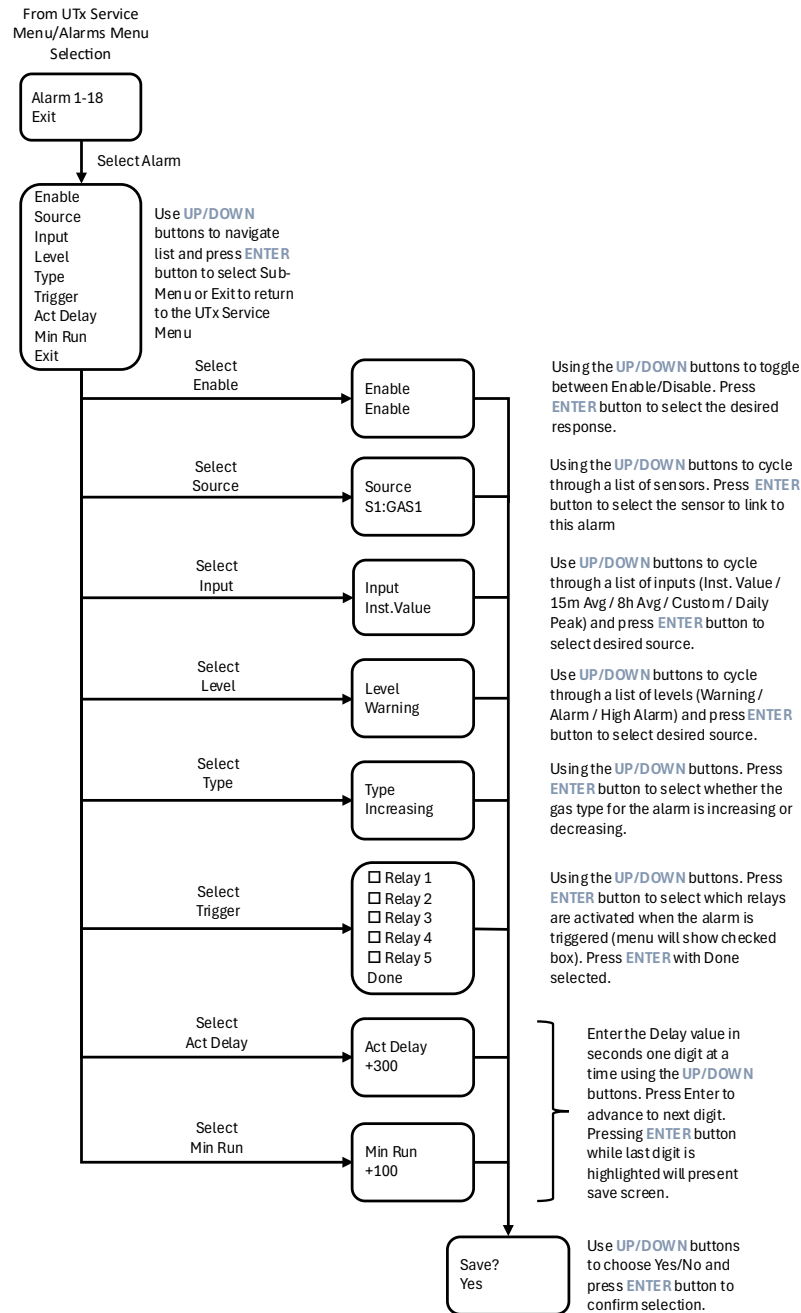 From UTx Service
Menu/Alarms Menu
Selection
Alarm 1-18
Exit
Select Alarm
Enable
Source
Input
Level
Type
Trigger
Act Delay
Min Run
Exit
Use UP/DOWN
buttons to navigate
list and press ENTER
button to select Sub-
Menu or Exit to return
to the UTx Service
Menu
Select
Enable
Enable
Enable
Using the UP/DOWN buttons to toggle
between Enable/Disable. Press
ENTER button to select the desired
response.
Select
Source
Source
S1:GAS1
Using the UP/DOWN buttons to cycle
through a list of sensors. Press ENTER
button to select the sensor to link to
this alarm
Select
Input
Input
Inst.Value
Use UP/DOWN buttons to cycle
through a list of inputs (Inst. Value /
15m Avg / 8h Avg / Custom / Daily
Peak) and press ENTER button to
select desired source.
Select
Level
Level
Warning
Use UP/DOWN buttons to cycle
through a list of levels (Warning /
Alarm / High Alarm) and press ENTER
button to select desired source.
Select
Type
Type
Increasing
Using the UP/DOWN buttons. Press
ENTER button to select whether the
gas type for the alarm is increasing or
decreasing.
Select
Trigger
☐ Relay 1
☐ Relay 2
☐ Relay 3
☐ Relay 4
☐ Relay 5
Done
Using the UP/DOWN buttons. Press
ENTER button to select which relays
are activated when the alarm is
triggered (menu will show checked
box). Press ENTER with Done
selected.
Select
Act Delay
Act Delay
+300
Select
Min Run
Min Run
+100
Enter the Delay value in
seconds one digit at a
time using the UP/DOWN
buttons. Press Enter to
advance to next digit.
Pressing ENTER button
while last digit is
highlighted will present
save screen.
Save?
Yes
Use UP/DOWN buttons
to choose Yes/No and
press ENTER button to
confirm selection.